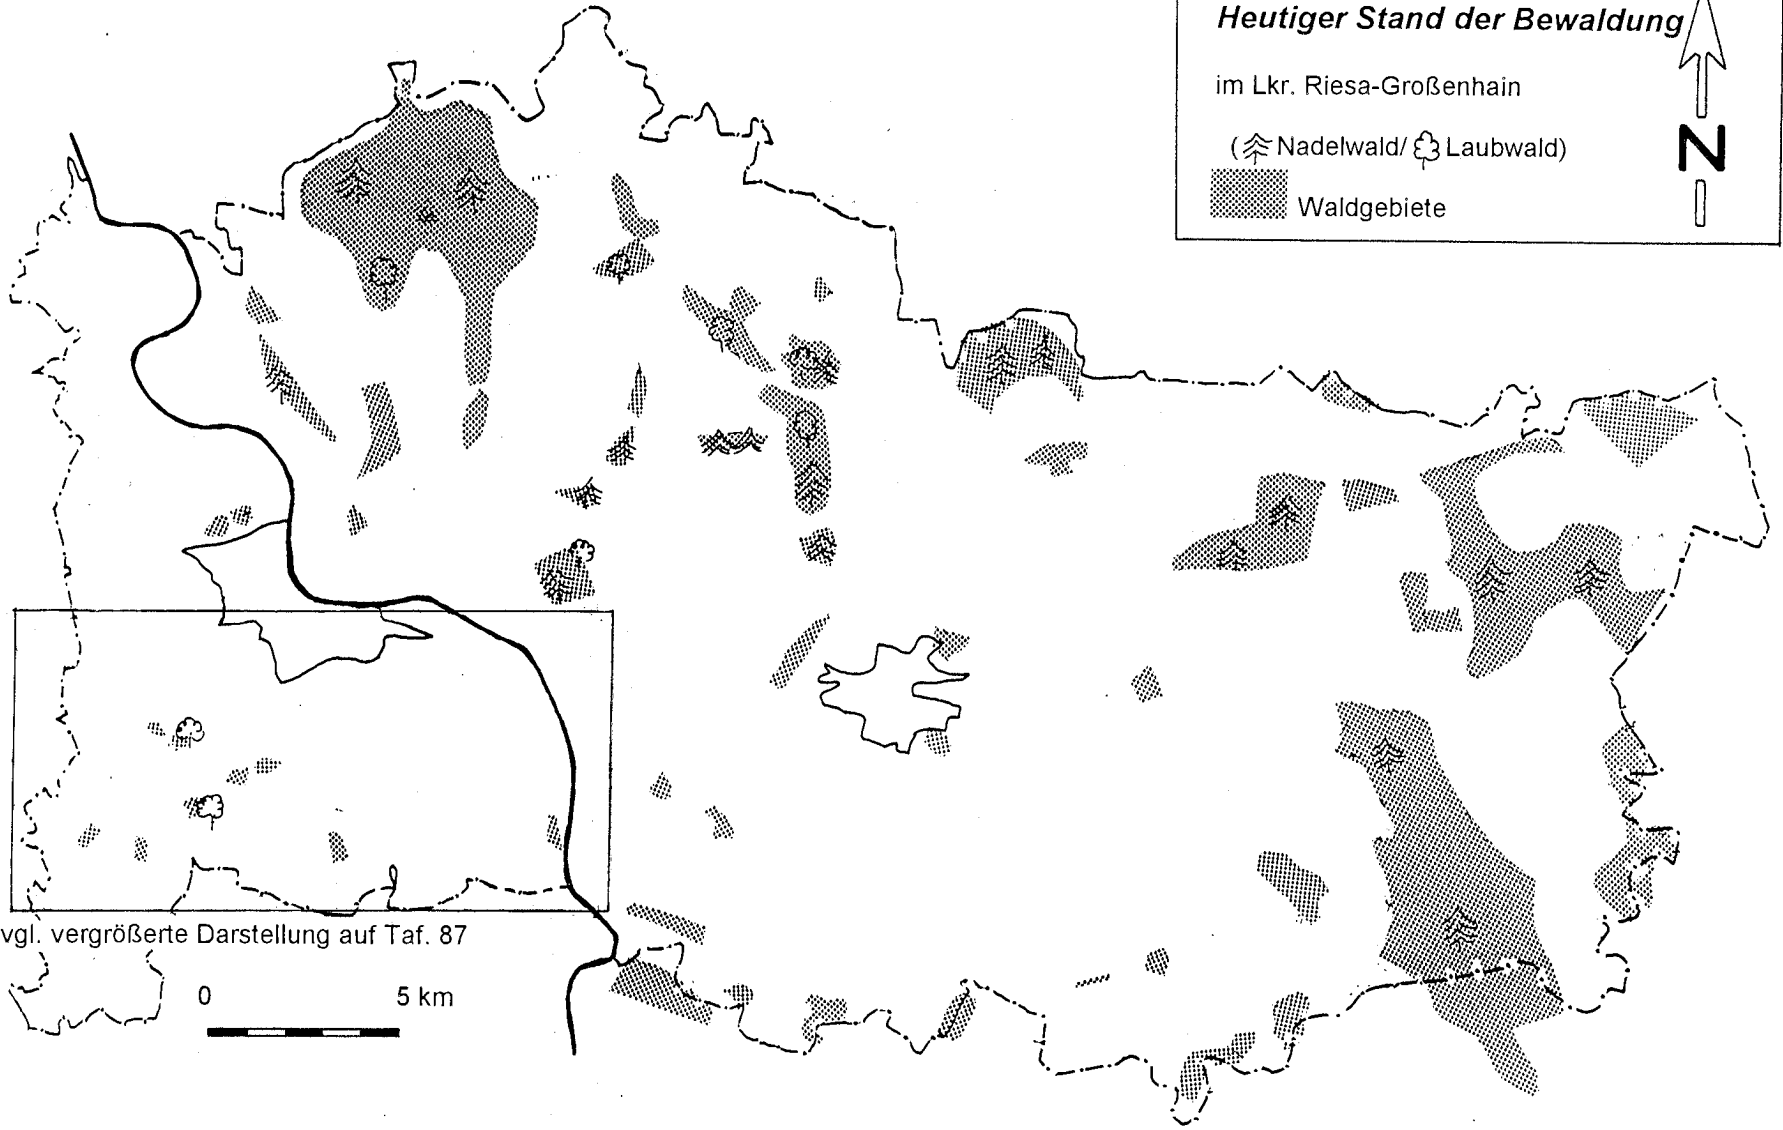 Heutiger Stand der Bewaldung
im Lkr. Riesa-Großenhain
(Nadelwald/ Laubwald)
Waldgebiete
N
vgl. vergrößerte Darstellung auf Taf. 87
0 5 km